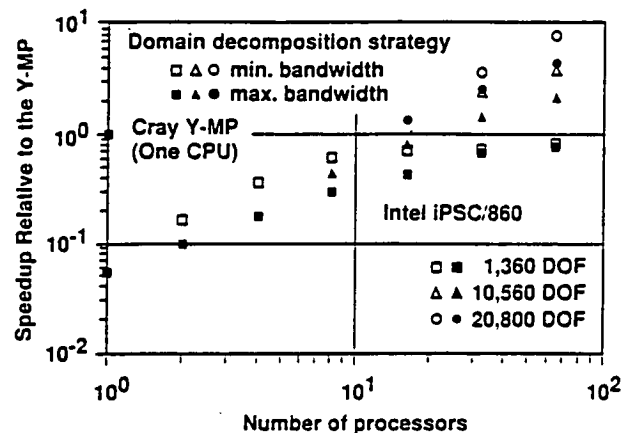 Speedup Relative to the Y-MP
10^1
10^0
10^-1
10^-2
Domain decomposition strategy
□ △ ○ min. bandwidth
■ ▲ ● max. bandwidth
Cray Y-MP
(One CPU)
Intel iPSC/860
□ ■ 1,360 DOF
△ ▲ 10,560 DOF
○ ● 20,800 DOF
10^0 10^1 10^2
Number of processors